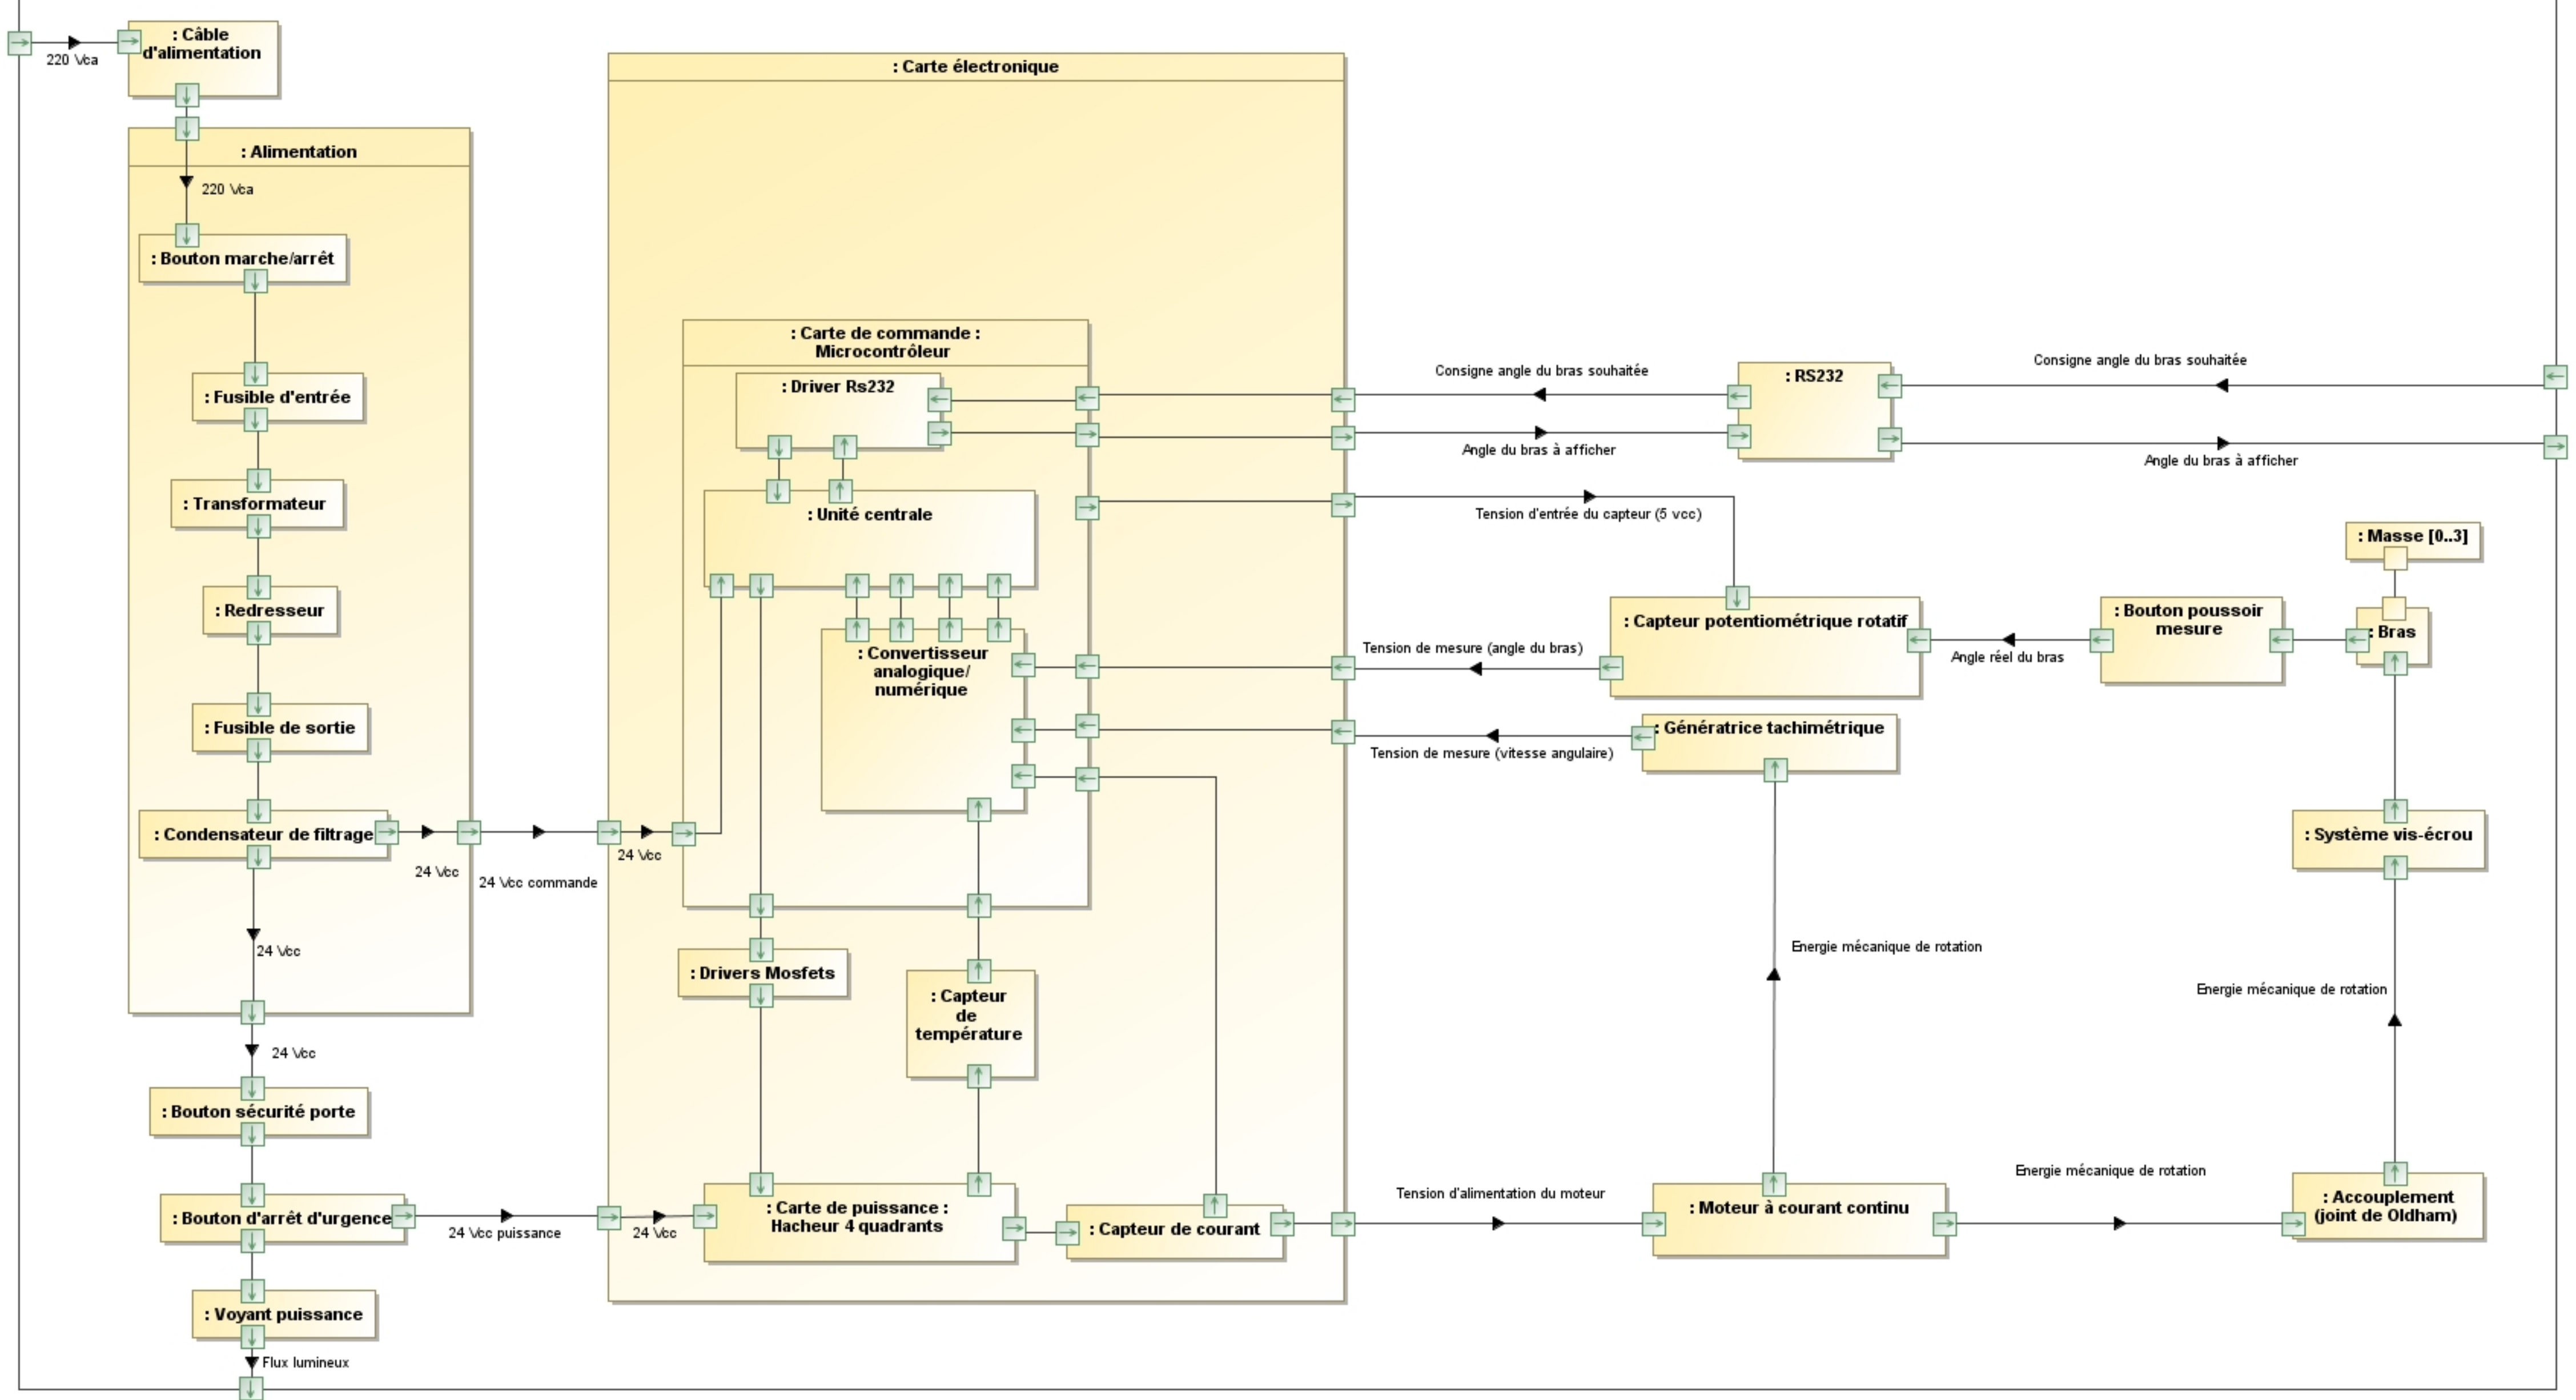 : Câble
d'alimentation
220 Vca
: Alimentation
220 Vca
: Bouton marche/arrêt
: Fusible d'entrée
: Transformateur
: Redresseur
: Fusible de sortie
: Condensateur de filtrage
24 Vcc
24 Vcc commande
24 Vcc
24 Vcc
24 Vcc
: Bouton sécurité porte
: Bouton d'arrêt d'urgence
24 Vcc puissance
24 Vcc
: Voyant puissance
Flux lumineux
: Carte électronique
: Carte de commande :
Microcontrôleur
: Driver Rs232
: Unité centrale
: Convertisseur
analogique/
numérique
: Drivers Mosfets
: Capteur
de
température
: Carte de puissance :
Hacheur 4 quadrants
: Capteur de courant
Consigne angle du bras souhaitée
Angle du bras à afficher
: RS232
Consigne angle du bras souhaitée
Angle du bras à afficher
Tension d'entrée du capteur (5 vcc)
: Masse [0..3]
: Capteur potentiométrique rotatif
: Bouton poussoir
mesure
: Bras
Tension de mesure (angle du bras)
Angle réel du bras
: Génératrice tachimétrique
Tension de mesure (vitesse angulaire)
: Système vis-écrou
Energie mécanique de rotation
Energie mécanique de rotation
Tension d'alimentation du moteur
: Moteur à courant continu
Energie mécanique de rotation
: Accouplement
(joint de Oldham)